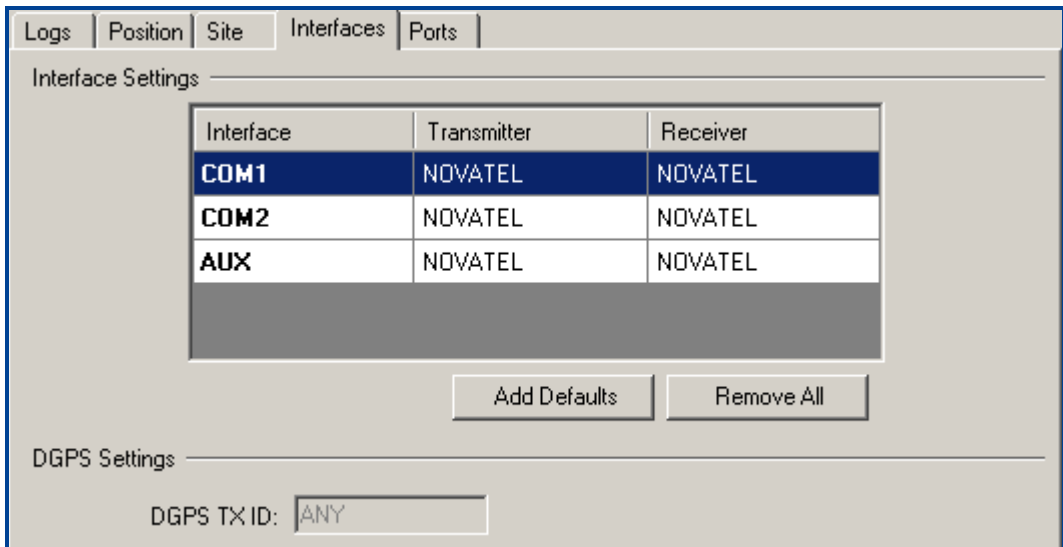 Logs Position Site Interfaces Ports
Interface Settings
Interface Transmitter Receiver
COM1 NOVATEL NOVATEL
COM2 NOVATEL NOVATEL
AUX NOVATEL NOVATEL
Add Defaults Remove All
DGPS Settings
DGPS TX ID: ANY